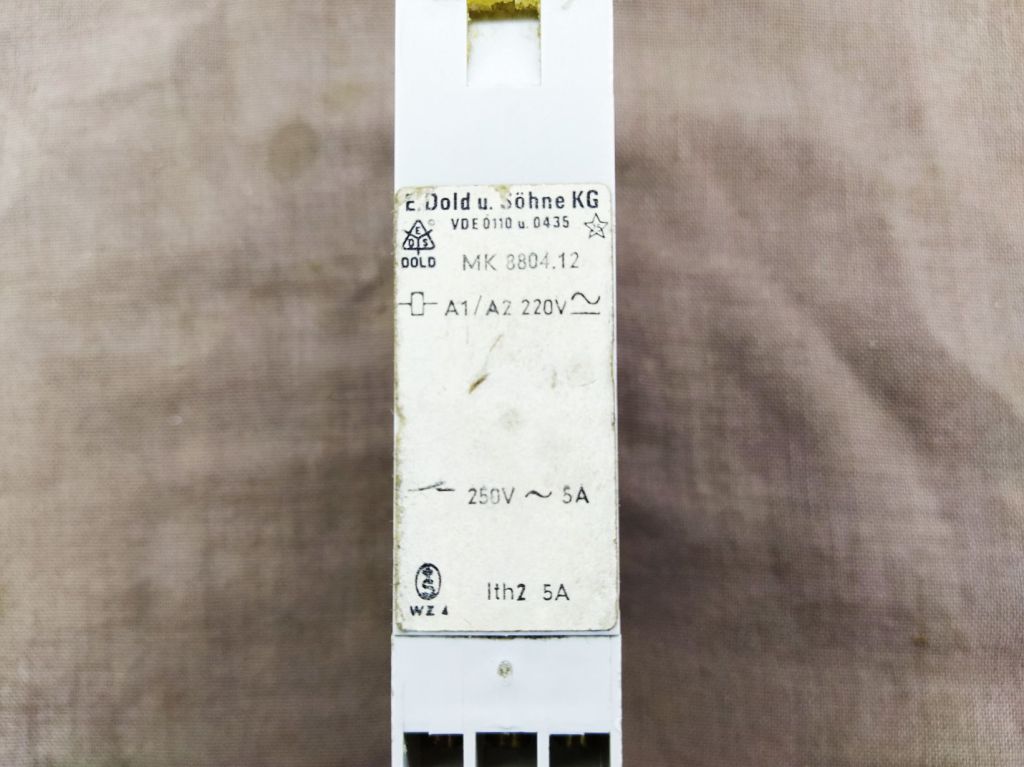 E. Dold u. Söhne KG
VDE 0110 u. 0435
E
D S
DOLD
MK 8804.12
A1/A2 220V
250V ~ 5A
Ith2 5A
WZ 4